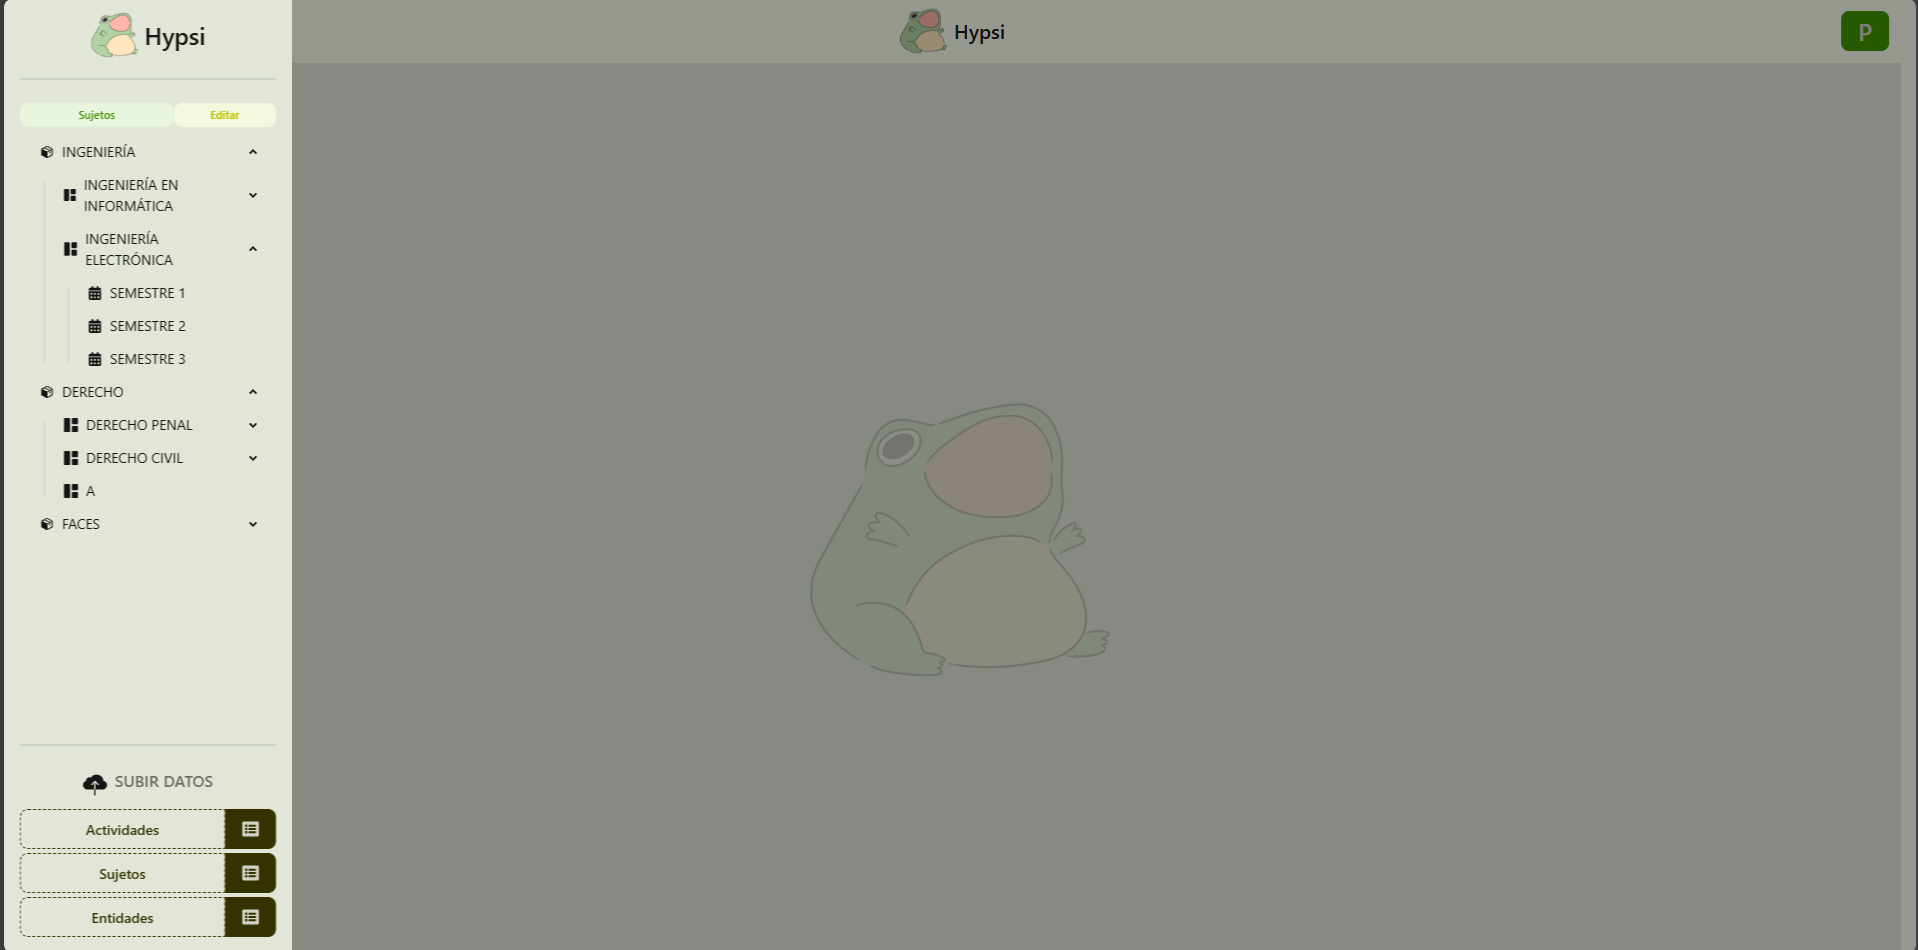 Hypsi
Hypsi
P
Sujetos
Editar
INGENIERÍA
INGENIERÍA EN
INFORMÁTICA
INGENIERÍA
ELECTRÓNICA
SEMESTRE 1
SEMESTRE 2
SEMESTRE 3
DERECHO
DERECHO PENAL
DERECHO CIVIL
A
FACES
SUBIR DATOS
Actividades
Sujetos
Entidades